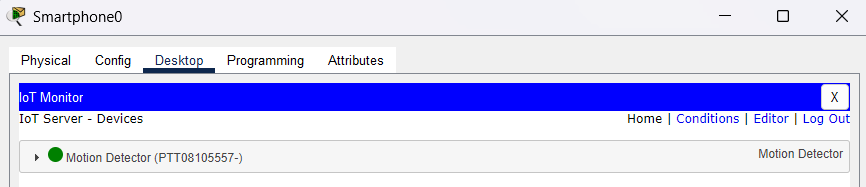 Smartphone0
Physical Config Desktop Programming Attributes
IoT Monitor X
IoT Server - Devices Home | Conditions | Editor | Log Out
Motion Detector (PTT08105557-) Motion Detector